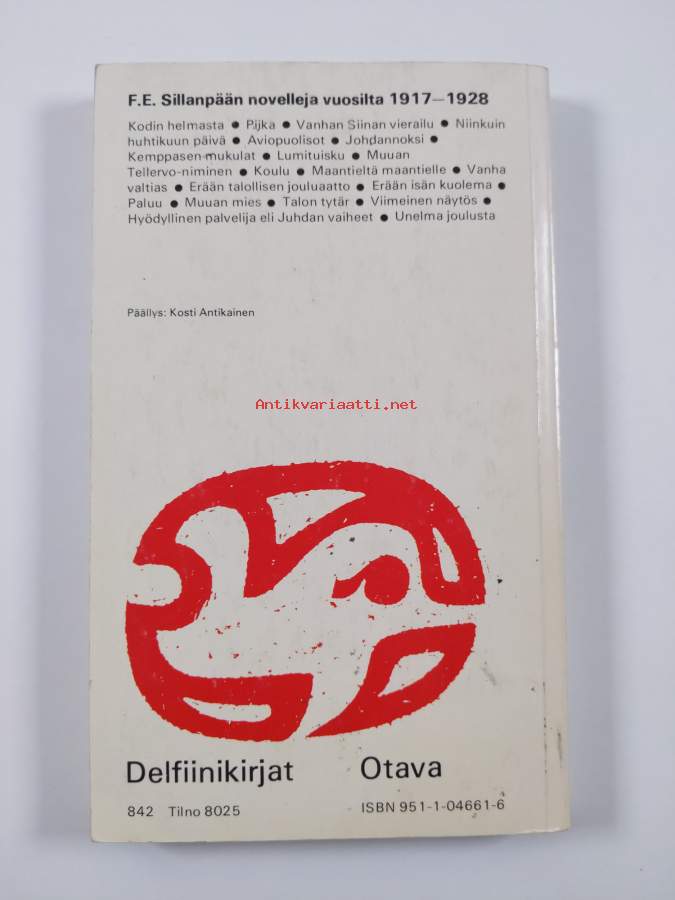 F.E. Sillanpään novelleja vuosilta 1917—1928
Kodin helmasta ● Piika ● Vanhan Siinan vierailu ● Niinkuin
huhtikuun päivä ● Aviopuolisot ● Johdannoksi ●
Kemppasen mukulat ● Lumituisku ● Muuan
Tellervo-niminen ● Koulu ● Maantieltä maantielle ● Vanha
valtias ● Erään talollisen jouluaatto ● Erään isän kuolema ●
Paluu ● Muuan mies ● Talon tytär ● Viimeinen näytös ●
Hyödyllinen palvelija eli Juhdan vaiheet ● Unelma joulusta
Päällys: Kosti Antikainen
Antikvariaatti.net
Delfiinikirjat Otava
842 Tilno 8025 ISBN 951-1-04661-6